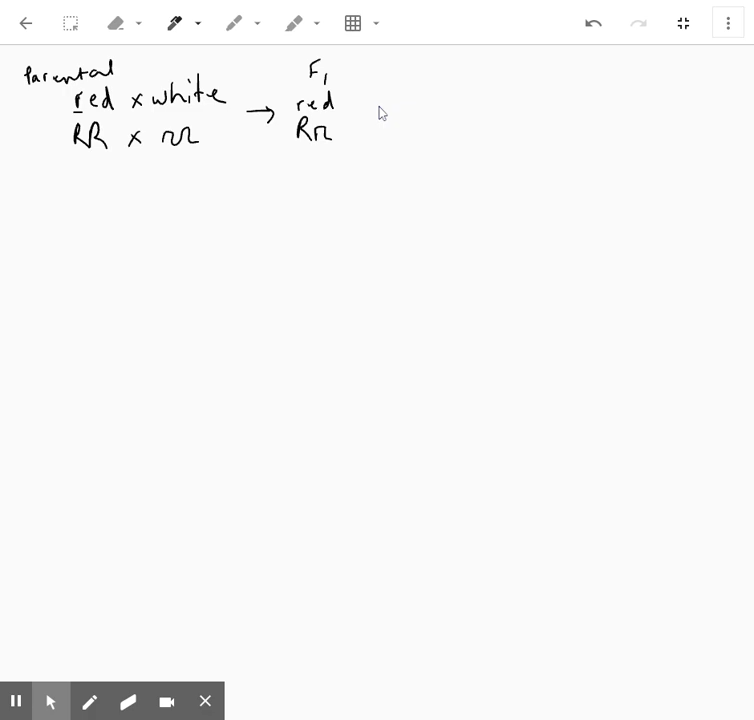 Parental
red x white → F1 red
RR x rr Rr